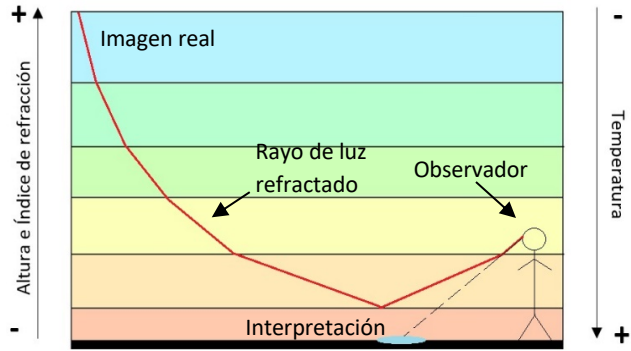 +
Altura e índice de refracción
-
Imagen real
Rayo de luz
refractado
Observador
Interpretación
-
Temperatura
+